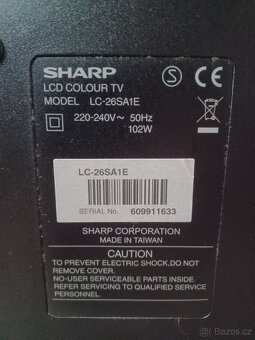 SHARP
LCD COLOUR TV
MODEL LC-26SA1E
220-240V~ 50Hz
102W
S CE
LC-26SA1E
SERIAL No. 609911633
SHARP CORPORATION
MADE IN TAIWAN
CAUTION
TO PREVENT ELECTRIC SHOCK, DO NOT
REMOVE COVER.
NO-USER SERVICEABLE PARTS INSIDE.
REFER SERVICING TO QUALIFIED SERVICE
PERSONNEL.
sbazar.cz